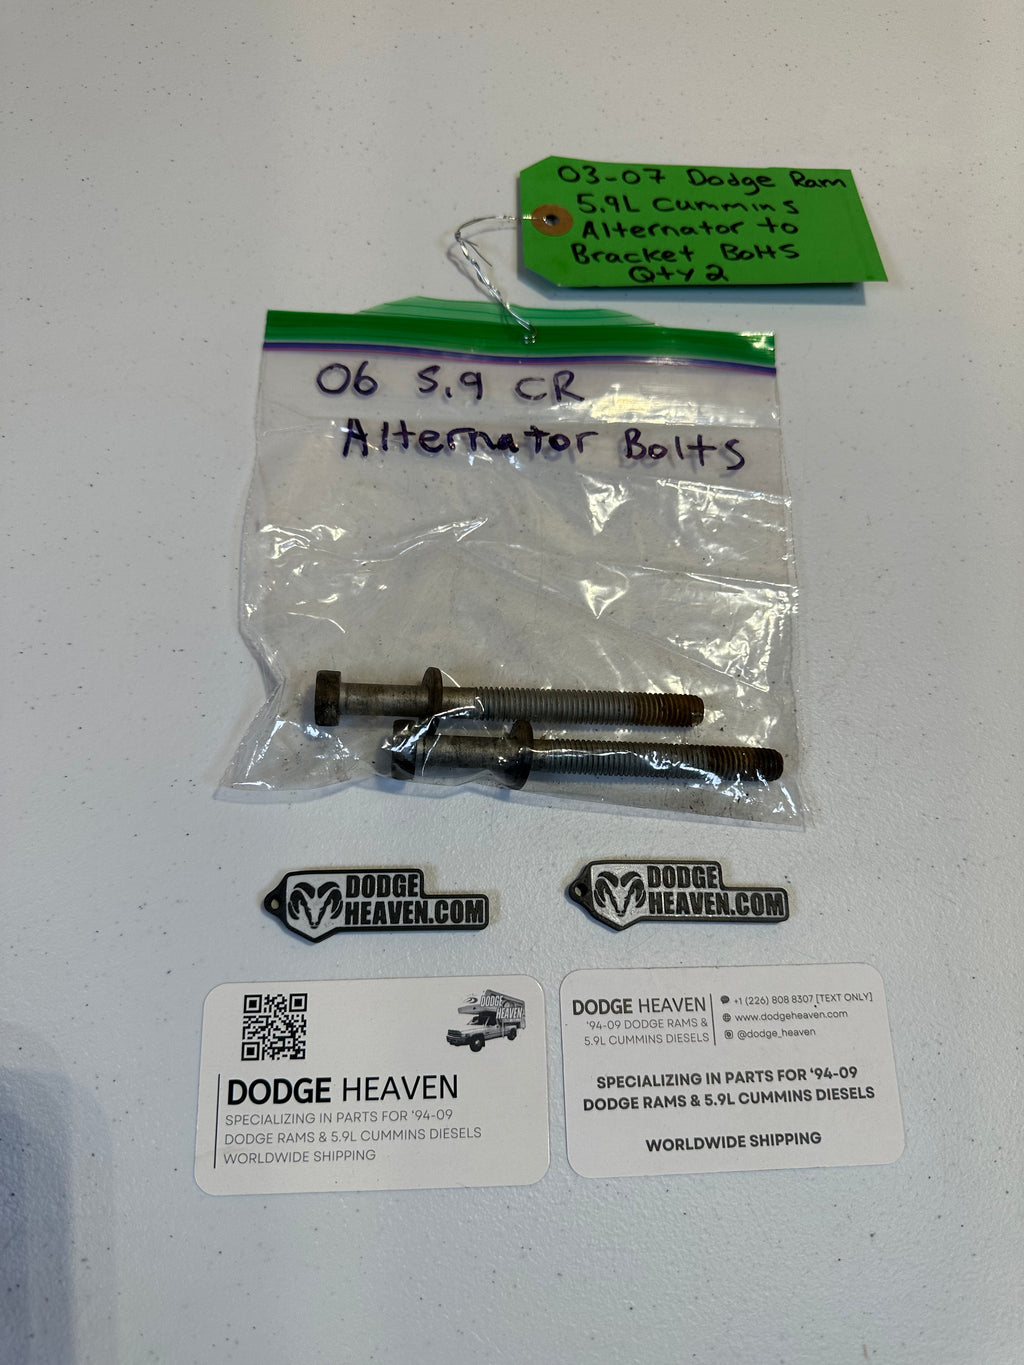 03-07 Dodge Ram
5.9L Cummins
Alternator to
Bracket Bolts
Qty 2
06 5.9 CR
Alternator Bolts
DODGE
HEAVEN.COM
DODGE
HEAVEN.COM
DODGE
HEAVEN
DODGE HEAVEN
SPECIALIZING IN PARTS FOR '94-09
DODGE RAMS & 5.9L CUMMINS DIESELS
WORLDWIDE SHIPPING
DODGE HEAVEN
'94-09 DODGE RAMS &
5.9L CUMMINS DIESELS
+1 (226) 808 8307 [TEXT ONLY]
www.dodgeheaven.com
@dodge_heaven
SPECIALIZING IN PARTS FOR '94-09
DODGE RAMS & 5.9L CUMMINS DIESELS
WORLDWIDE SHIPPING